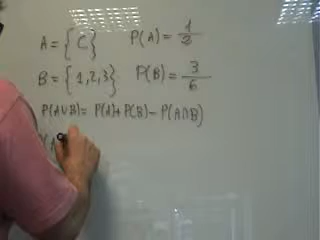 A = {C} P(A) = 1/2
B = {1,2,3} P(B) = 3/6
P(A∪B) = P(A) + P(B) - P(A∩B)
P(A